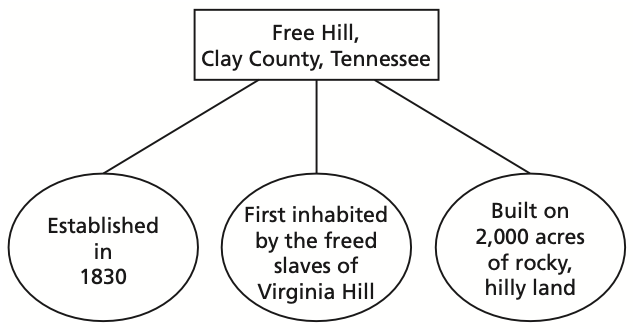 Free Hill,
Clay County, Tennessee
Established
in
1830
First inhabited
by the freed
slaves of
Virginia Hill
Built on
2,000 acres
of rocky,
hilly land